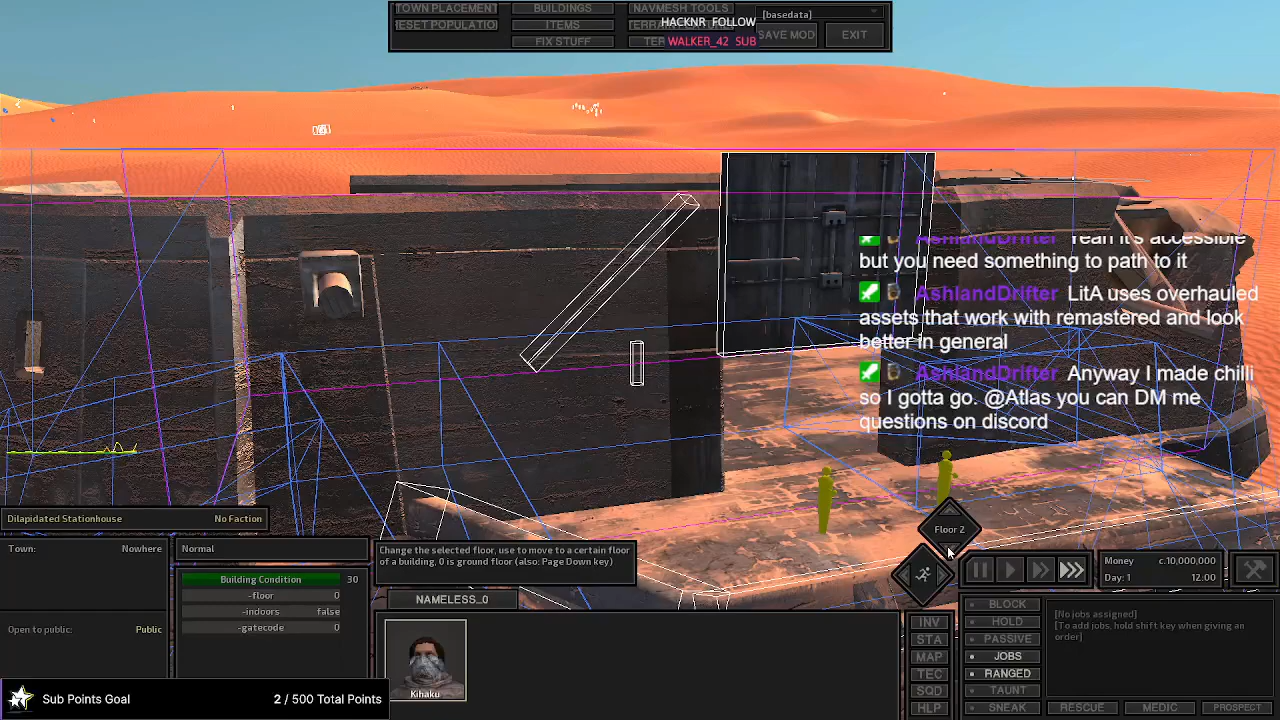 TOWN PLACEMENT
BUILDINGS
NAVMESH TOOLS
[basedata]
RESET POPULATION
ITEMS
HACKNR FOLLOW
FIX STUFF
WALKER_42 SUB
SAVE MOD
EXIT
AshlandDrifter Yeah it's accessible
but you need something to path to it
AshlandDrifter LitA uses overhauled
assets that work with remastered and look
better in general
AshlandDrifter Anyway I made chilli
so I gotta go. @Atlas you can DM me
questions on discord
Floor 2
Dilapidated Stationhouse No Faction
Town: Nowhere
Open to public: Public
Normal
Building Condition 30
-floor 0
-indoors false
-gatecode 0
Change the selected floor, use to move to a certain floor
of a building. 0 is ground floor (also: Page Down key)
NAMELESS_0
Kihaku
Money c.10,000,000
Day: 1 12:00
INV
STA
MAP
TEC
SQD
HLP
BLOCK
HOLD
PASSIVE
JOBS
RANGED
TAUNT
SNEAK
[No jobs assigned]
[To add jobs, hold shift key when giving an
order]
RESCUE
MEDIC
PROSPECT
Sub Points Goal 2 / 500 Total Points